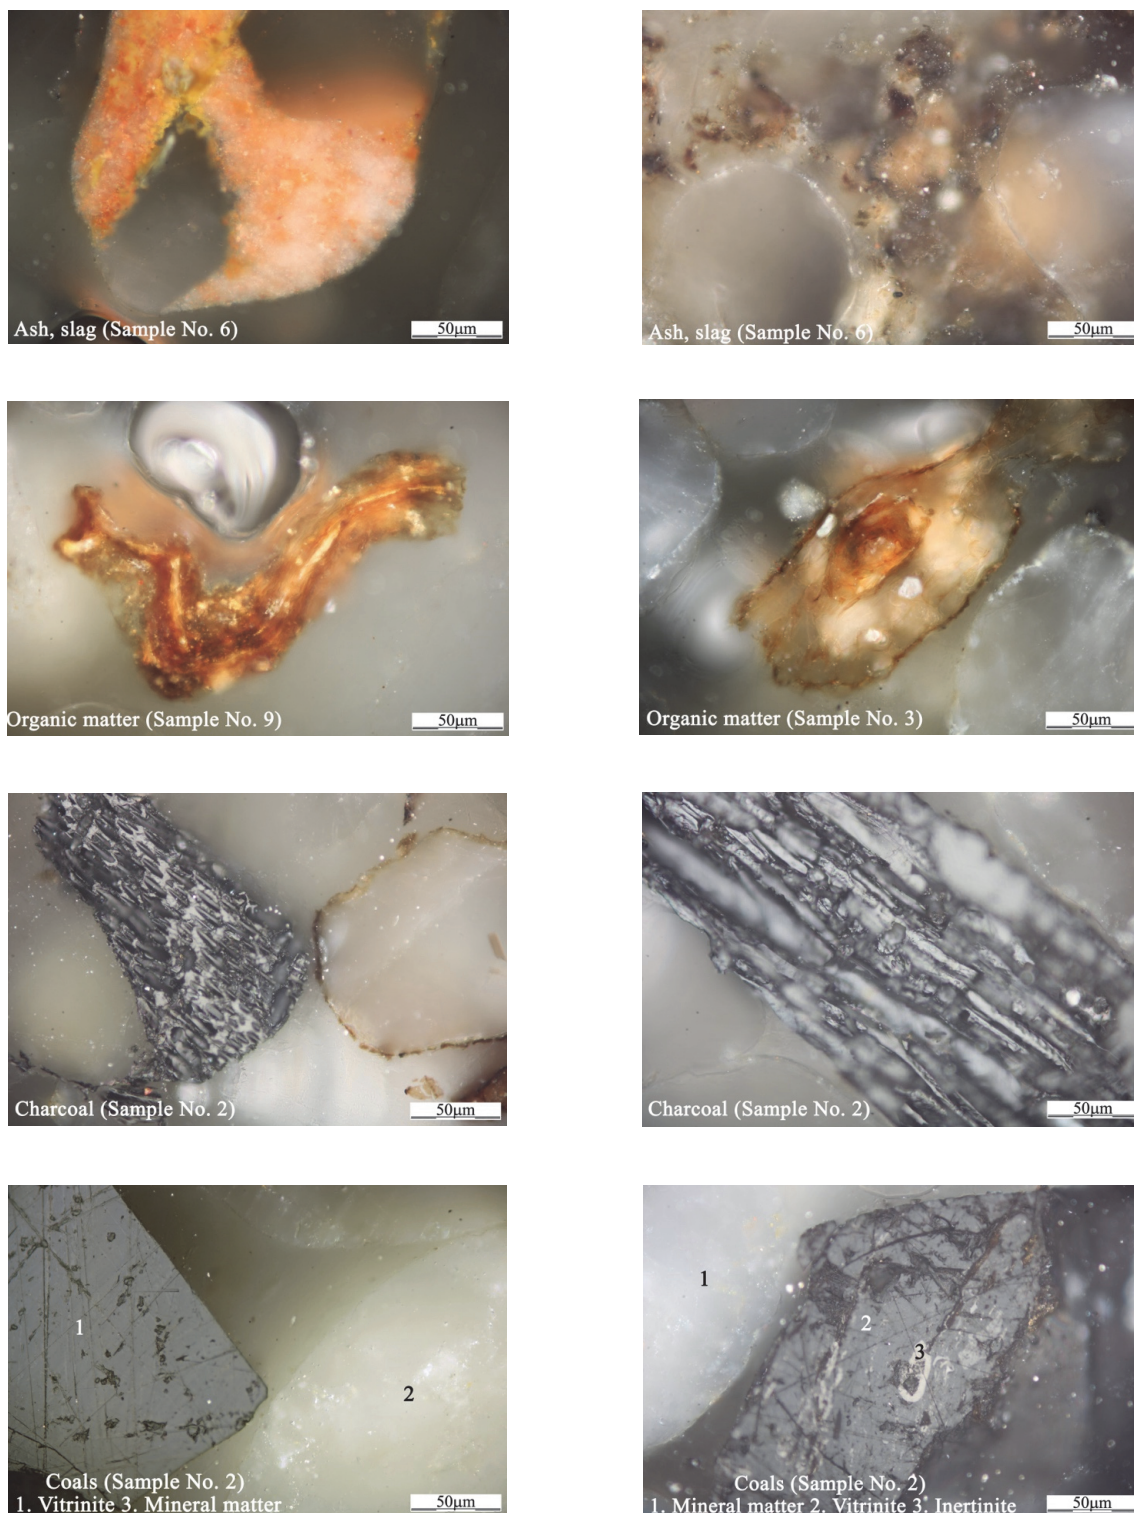 Ash, slag (Sample No. 6)
50µm
Ash, slag (Sample No. 6)
50µm
Organic matter (Sample No. 9)
50µm
Organic matter (Sample No. 3)
50µm
Charcoal (Sample No. 2)
50µm
Charcoal (Sample No. 2)
50µm
1
2
Coals (Sample No. 2)
1. Vitrinite 3. Mineral matter
50µm
1
2
3
Coals (Sample No. 2)
1. Mineral matter 2. Vitrinite 3. Inertinite
50µm